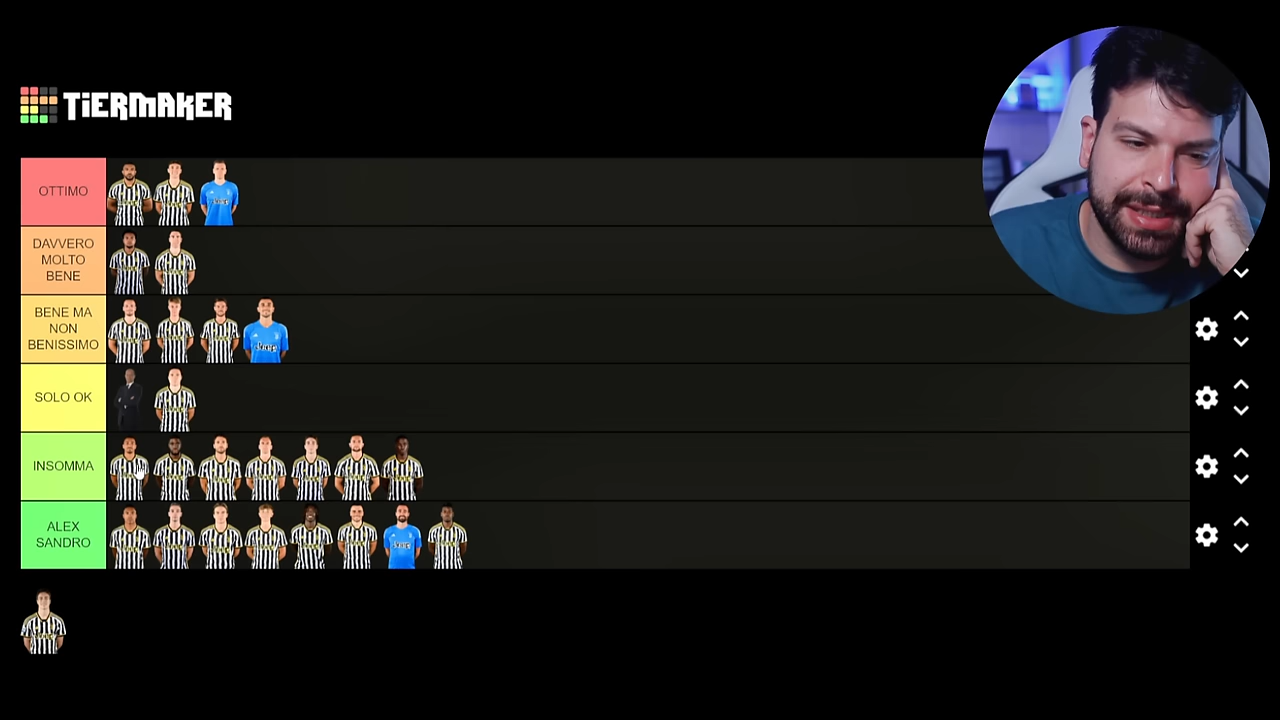 TiERMAKER
OTTIMO
DAVVERO
MOLTO
BENE
BENE MA
NON
BENISSIMO
SOLO OK
INSOMMA
ALEX
SANDRO